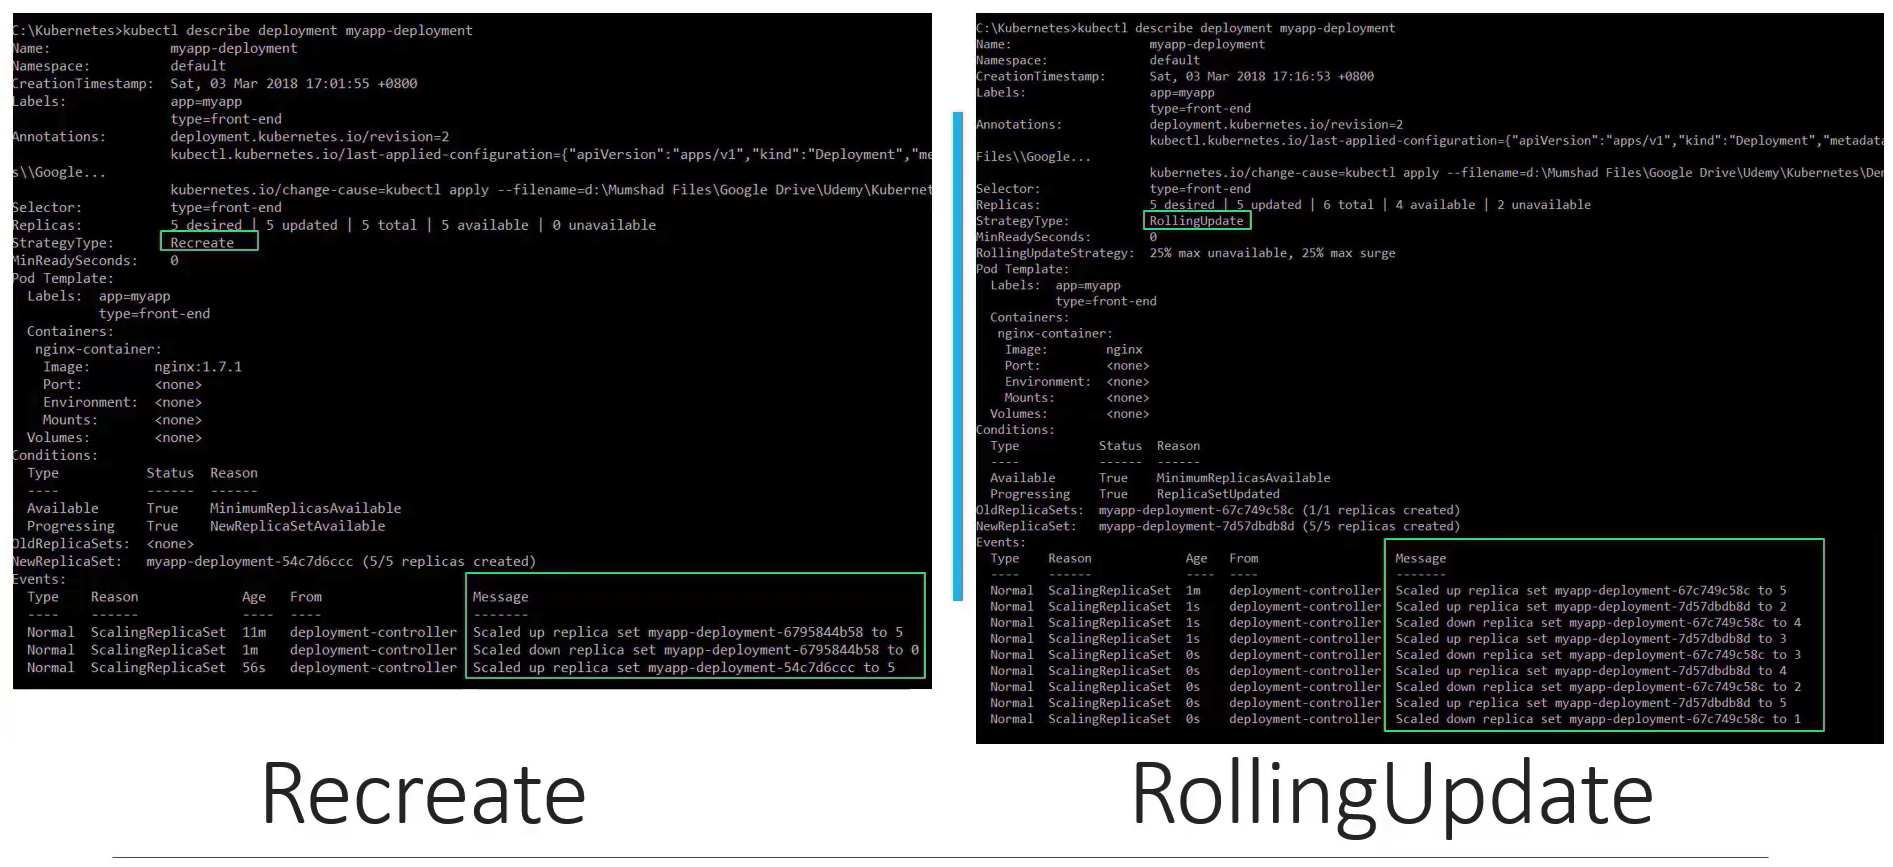 C:\Kubernetes>kubectl describe deployment myapp-deployment
Name: myapp-deployment
Namespace: default
CreationTimestamp: Sat, 03 Mar 2018 17:01:55 +0800
Labels: app=myapp
type=front-end
Annotations: deployment.kubernetes.io/revision=2
kubectl.kubernetes.io/last-applied-configuration={"apiVersion":"apps/v1","kind":"Deployment","me
s\\Google...
kubernetes.io/change-cause=kubectl apply --filename=d:\Mumshad Files\Google Drive\Udemy\Kubernet
Selector: type=front-end
Replicas: 5 desired | 5 updated | 5 total | 5 available | 0 unavailable
StrategyType: Recreate
MinReadySeconds: 0
Pod Template:
Labels: app=myapp
type=front-end
Containers:
nginx-container:
Image: nginx:1.7.1
Port: <none>
Environment: <none>
Mounts: <none>
Volumes: <none>
Conditions:
Type Status Reason
---- ------ ------
Available True MinimumReplicasAvailable
Progressing True NewReplicaSetAvailable
OldReplicaSets: <none>
NewReplicaSet: myapp-deployment-54c7d6ccc (5/5 replicas created)
Events:
Type Reason Age From Message
---- ------ ---- ---- -------
Normal ScalingReplicaSet 11m deployment-controller Scaled up replica set myapp-deployment-6795844b58 to 5
Normal ScalingReplicaSet 1m deployment-controller Scaled down replica set myapp-deployment-6795844b58 to 0
Normal ScalingReplicaSet 56s deployment-controller Scaled up replica set myapp-deployment-54c7d6ccc to 5
Recreate
C:\Kubernetes>kubectl describe deployment myapp-deployment
Name: myapp-deployment
Namespace: default
CreationTimestamp: Sat, 03 Mar 2018 17:16:53 +0800
Labels: app=myapp
type=front-end
Annotations: deployment.kubernetes.io/revision=2
kubectl.kubernetes.io/last-applied-configuration={"apiVersion":"apps/v1","kind":"Deployment","metadata
Files\\Google...
kubernetes.io/change-cause=kubectl apply --filename=d:\Mumshad Files\Google Drive\Udemy\Kubernetes\Dem
Selector: type=front-end
Replicas: 5 desired | 5 updated | 6 total | 4 available | 2 unavailable
StrategyType: RollingUpdate
MinReadySeconds: 0
RollingUpdateStrategy: 25% max unavailable, 25% max surge
Pod Template:
Labels: app=myapp
type=front-end
Containers:
nginx-container:
Image: nginx
Port: <none>
Environment: <none>
Mounts: <none>
Volumes: <none>
Conditions:
Type Status Reason
---- ------ ------
Available True MinimumReplicasAvailable
Progressing True ReplicaSetUpdated
OldReplicaSets: myapp-deployment-67c749c58c (1/1 replicas created)
NewReplicaSet: myapp-deployment-7d57dbdb8d (5/5 replicas created)
Events:
Type Reason Age From Message
---- ------ ---- ---- -------
Normal ScalingReplicaSet 1m deployment-controller Scaled up replica set myapp-deployment-67c749c58c to 5
Normal ScalingReplicaSet 1s deployment-controller Scaled up replica set myapp-deployment-7d57dbdb8d to 2
Normal ScalingReplicaSet 1s deployment-controller Scaled down replica set myapp-deployment-67c749c58c to 4
Normal ScalingReplicaSet 1s deployment-controller Scaled up replica set myapp-deployment-7d57dbdb8d to 3
Normal ScalingReplicaSet 0s deployment-controller Scaled down replica set myapp-deployment-67c749c58c to 3
Normal ScalingReplicaSet 0s deployment-controller Scaled up replica set myapp-deployment-7d57dbdb8d to 4
Normal ScalingReplicaSet 0s deployment-controller Scaled down replica set myapp-deployment-67c749c58c to 2
Normal ScalingReplicaSet 0s deployment-controller Scaled up replica set myapp-deployment-7d57dbdb8d to 5
Normal ScalingReplicaSet 0s deployment-controller Scaled down replica set myapp-deployment-67c749c58c to 1
RollingUpdate